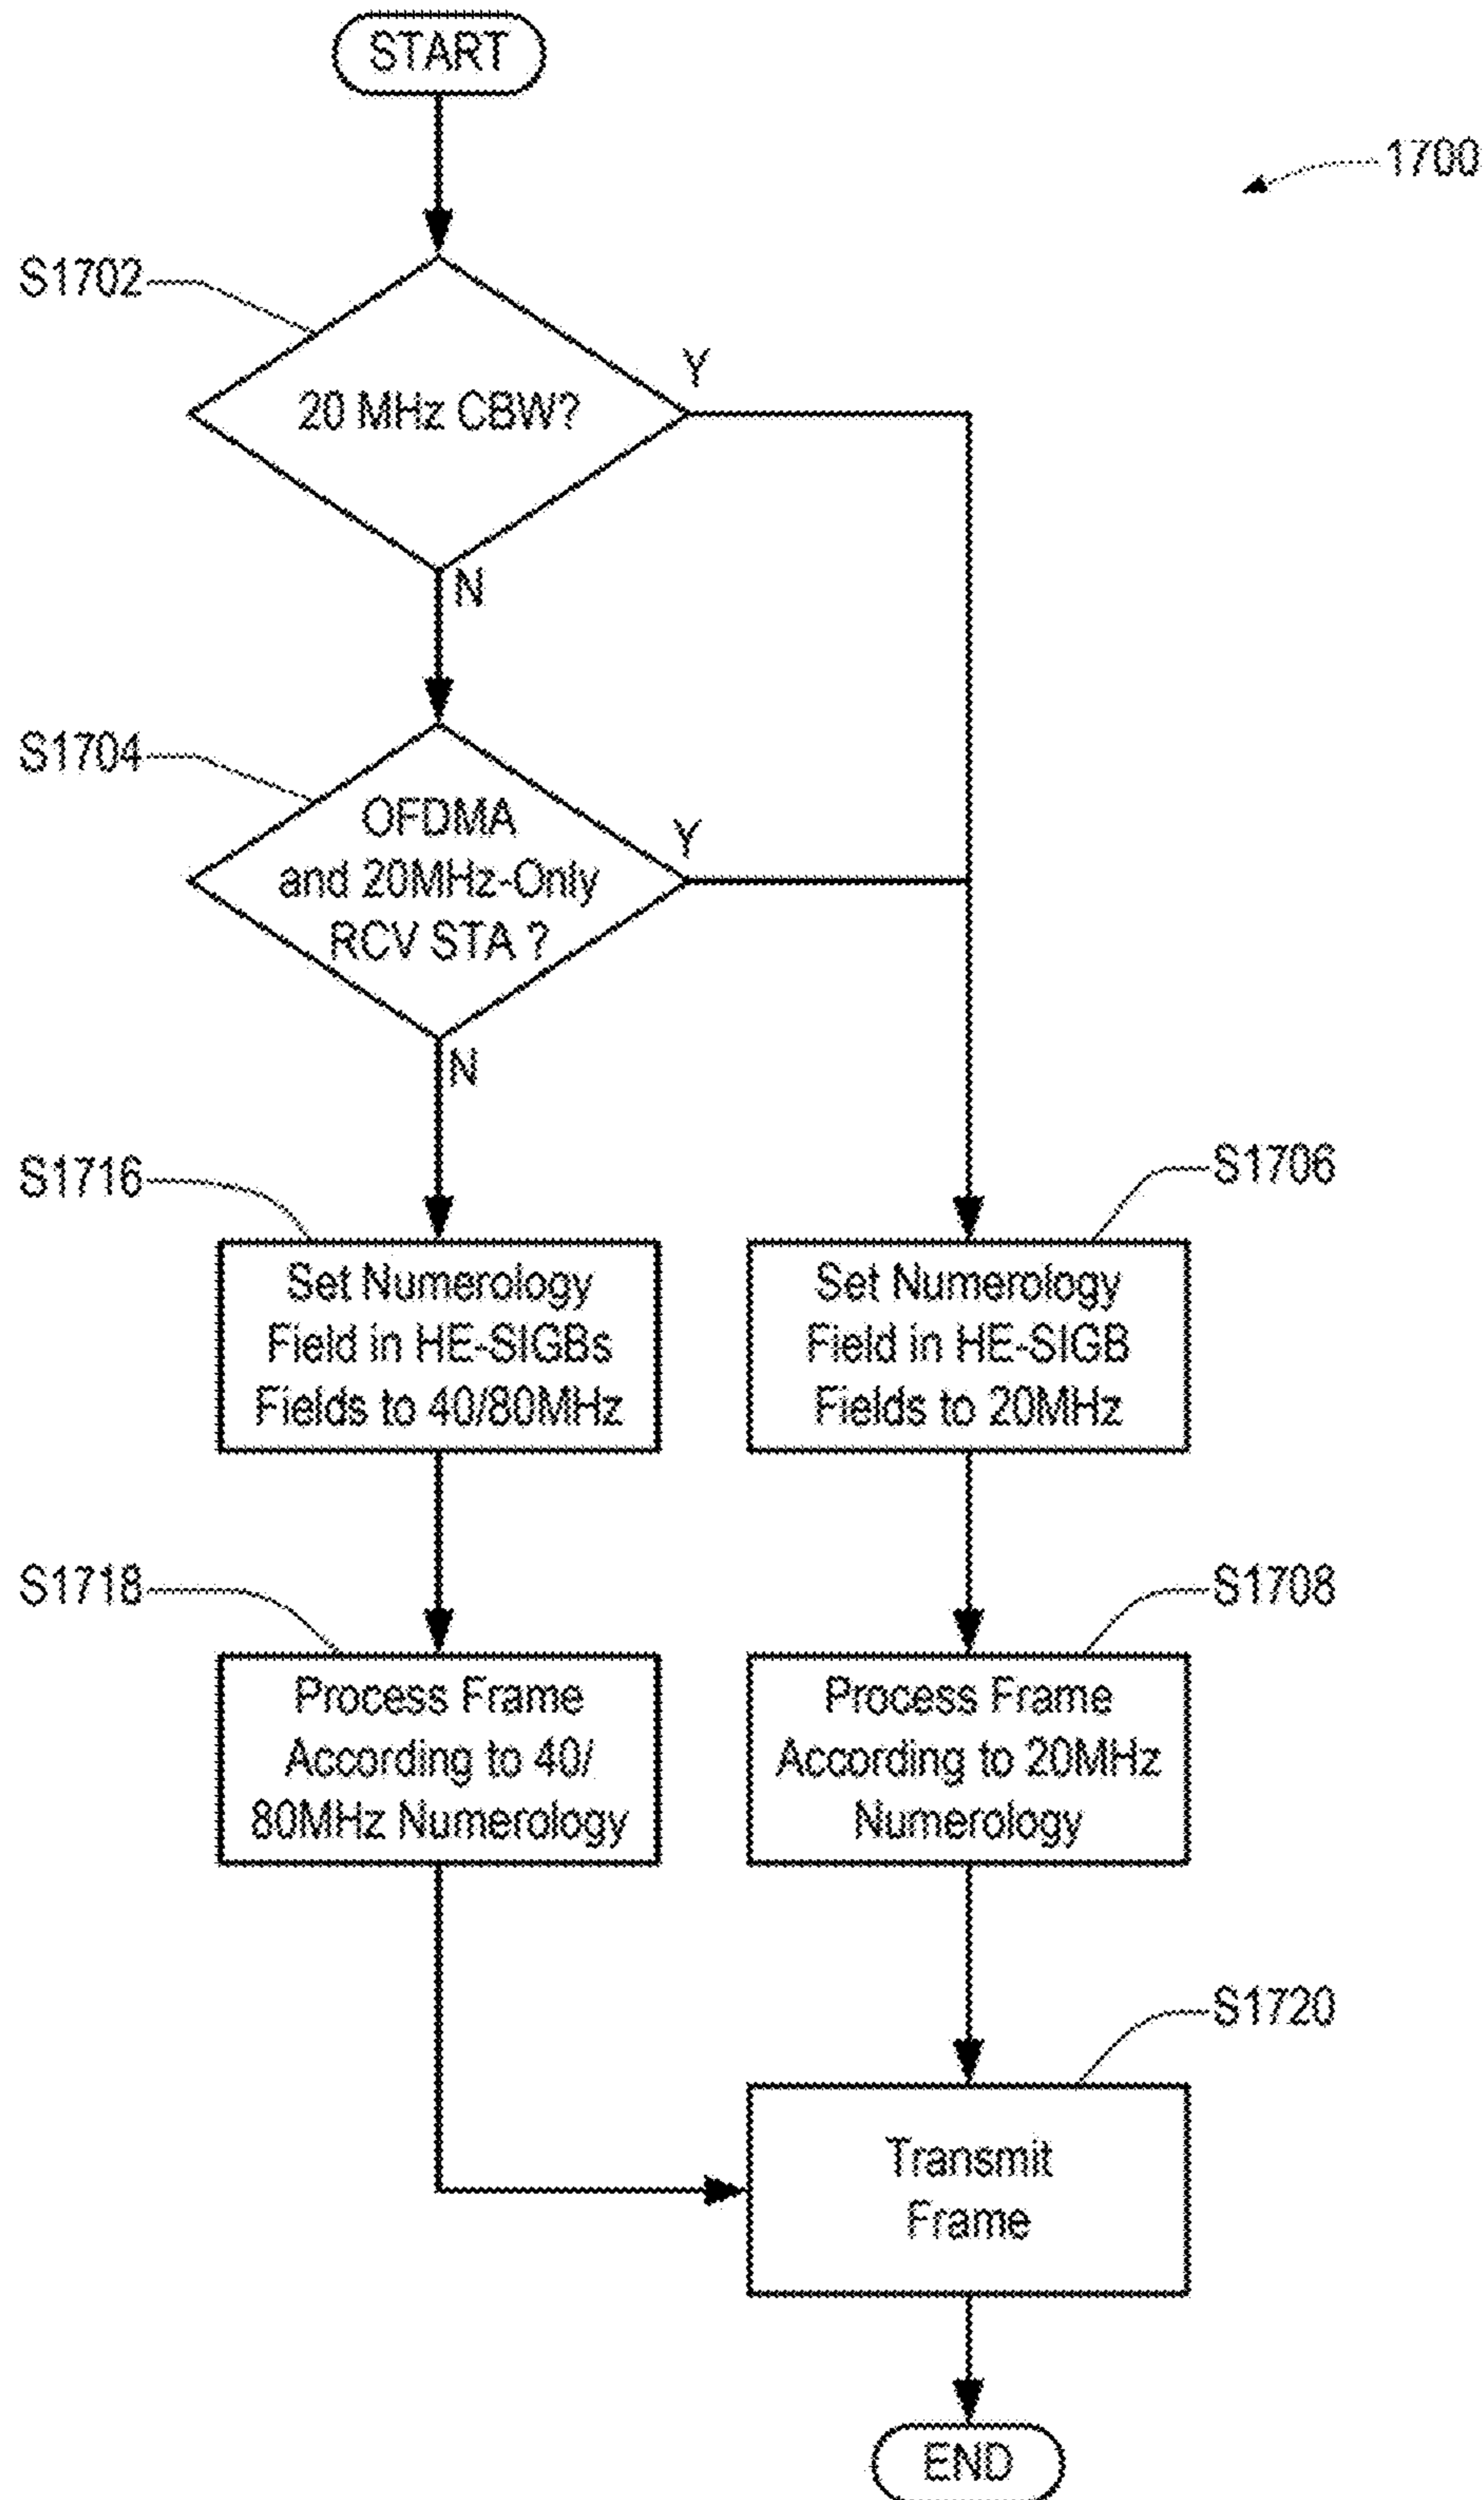 START
1700
S1702
20 MHz CBW?
Y
N
S1704
OFDMA
and 20MHz-Only
RCV STA ?
Y
N
S1716
Set Numerology
Field in HE-SIGBs
Fields to 40/80MHz
S1706
Set Numerology
Field in HE-SIGB
Fields to 20MHz
S1718
Process Frame
According to 40/
80MHz Numerology
S1708
Process Frame
According to 20MHz
Numerology
S1720
Transmit
Frame
END